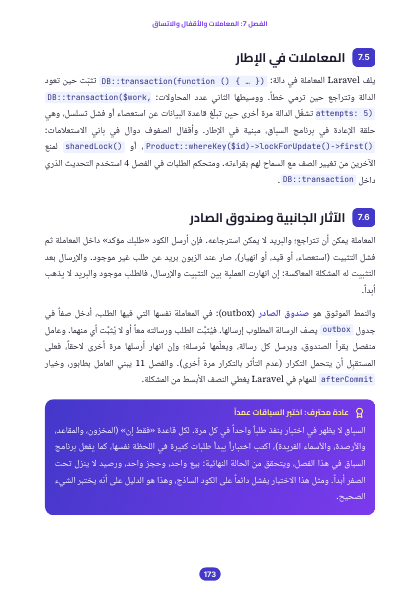 الفصل 7: المعاملات والأقفال والاتساق
7.5 المعاملات في الإطار
يلف Laravel المعاملة في دالة: DB::transaction(function () { … }) تثبّت حين تعود
الدالة وتتراجع حين ترمي خطأً. ووسيطها الثاني عدد المحاولات: DB::transaction($work,
attempts: 5) تشغّل الدالة مرة أخرى حين تبلّغ قاعدة البيانات عن استعصاء أو فشل تسلسل، وهي
حلقة الإعادة في برنامج السباق، مبنية في الإطار. وأقفال الصفوف دوال في باني الاستعلامات:
Product::whereKey($id)->lockForUpdate()->first()، أو sharedLock() لمنع
الآخرين من تغيير الصف مع السماح لهم بقراءته. ومتحكم الطلبات في الفصل 4 استخدم التحديث الذري
داخل DB::transaction.
7.6 الآثار الجانبية وصندوق الصادر
المعاملة يمكن أن تتراجع؛ والبريد لا يمكن استرجاعه. فإن أرسل الكود «طلبك مؤكد» داخل المعاملة ثم
فشل التثبيت (استعصاء، أو قيد، أو انهيار)، صار عند الزبون بريد عن طلب غير موجود. والإرسال بعد
التثبيت له المشكلة المعاكسة: إن انهارت العملية بين التثبيت والإرسال، فالطلب موجود والبريد لا يذهب
أبداً.
والنمط الموثوق هو صندوق الصادر (outbox): في المعاملة نفسها التي فيها الطلب، أدخل صفاً في
جدول outbox يصف الرسالة المطلوب إرسالها. فيُثبَّت الطلب ورسالته معاً أو لا يُثبَّت أي منهما. وعامل
منفصل يقرأ الصندوق، ويرسل كل رسالة، ويعلّمها مُرسلة؛ وإن انهار أرسلها مرة أخرى لاحقاً، فعلى
المستقبِل أن يتحمل التكرار (عدم التأثر بالتكرار مرة أخرى). والفصل 11 يبني العامل بطابور، وخيار
afterCommit للمهام في Laravel يغطي النصف الأبسط من المشكلة.
عادة محترف: اختبر السباقات عمداً
السباق لا يظهر في اختبار ينفذ طلباً واحداً في كل مرة. لكل قاعدة «فقط إن» (المخزون، والمقاعد،
والأرصدة، والأسماء الفريدة)، اكتب اختباراً يبدأ طلبات كثيرة في اللحظة نفسها، كما يفعل برنامج
السباق في هذا الفصل، ويتحقق من الحالة النهائية: بيع واحد، وحجز واحد، ورصيد لا ينزل تحت
الصفر أبداً. ومثل هذا الاختبار يفشل دائماً على الكود الساذج، وهذا هو الدليل على أنه يختبر الشيء
الصحيح.
173